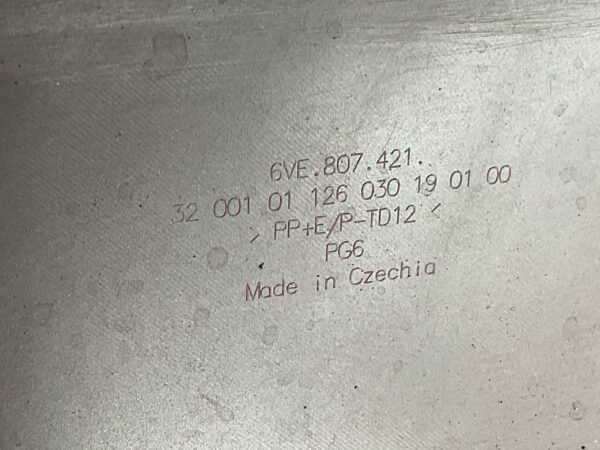 6VE.807.421.
32 001 01 126 030 19 01 00
> PP+E/P-TD12 <
PG6
Made in Czechia